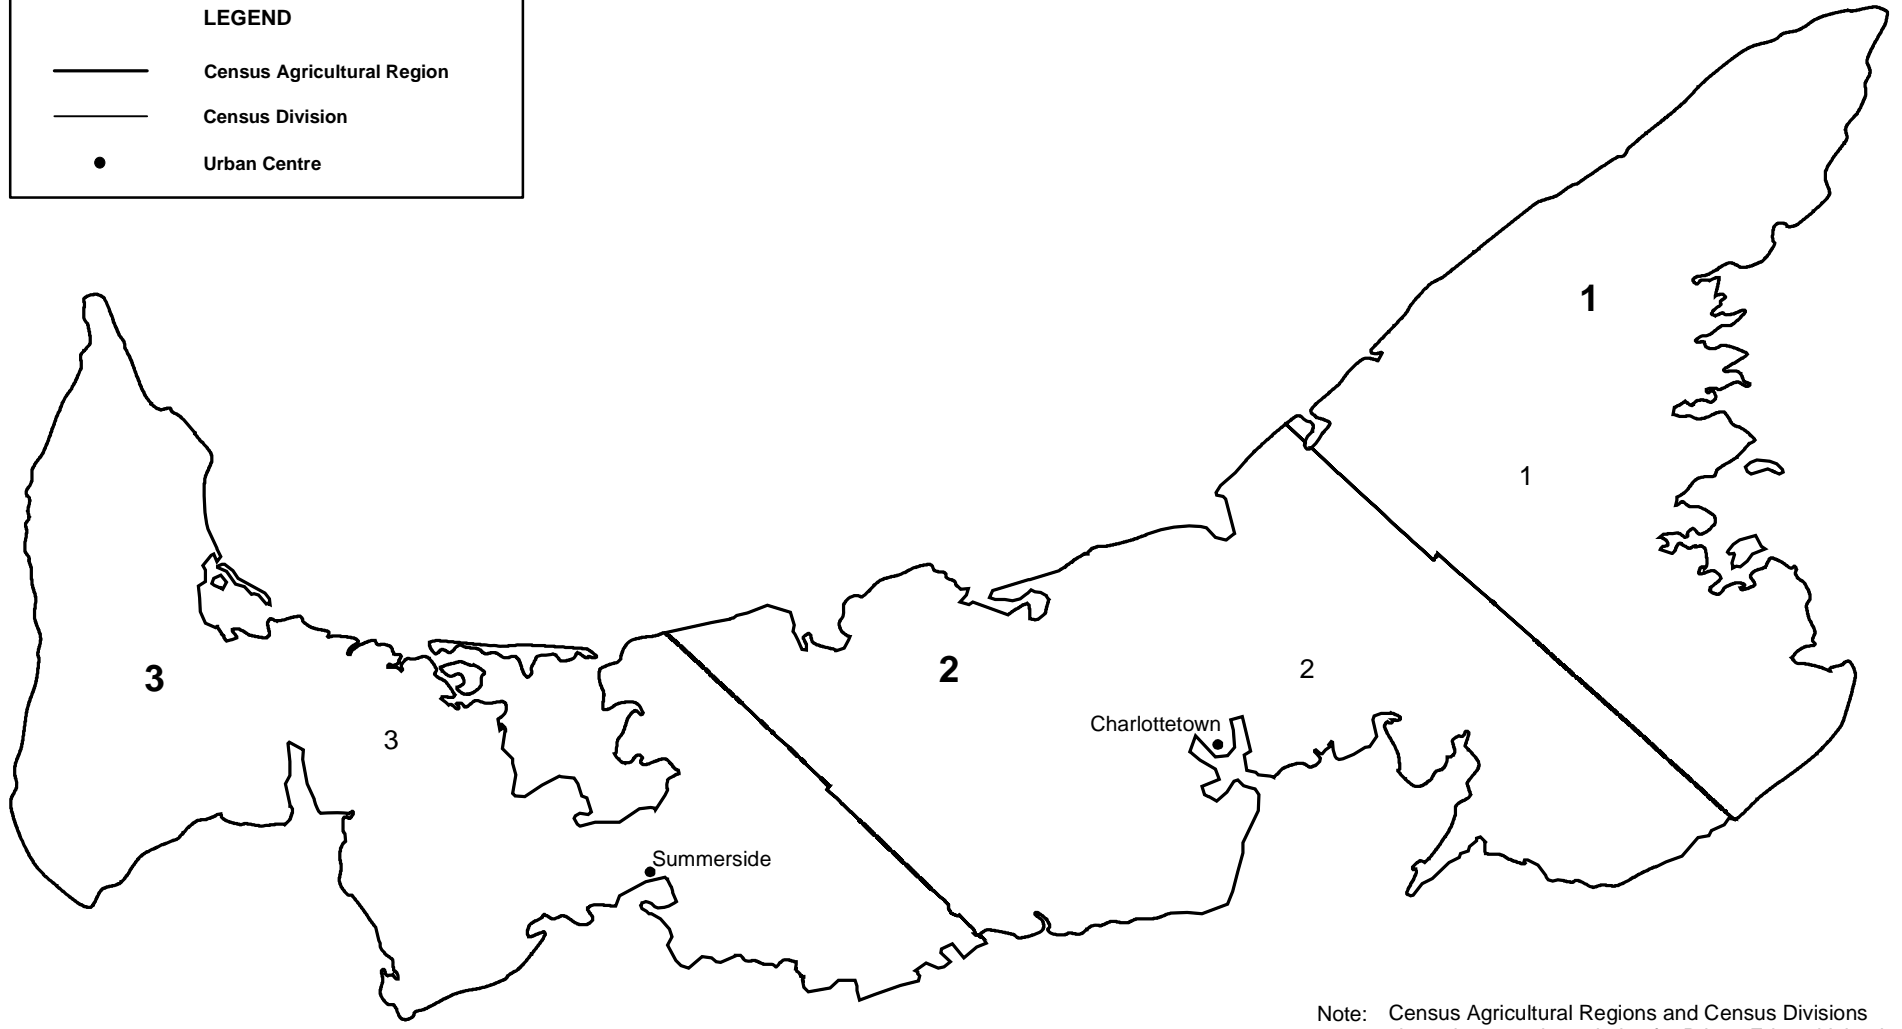 LEGEND
Census Agricultural Region
Census Division
Urban Centre
1
1
3
2
2
3
Charlottetown
Summerside
Note: Census Agricultural Regions and Census Divisions